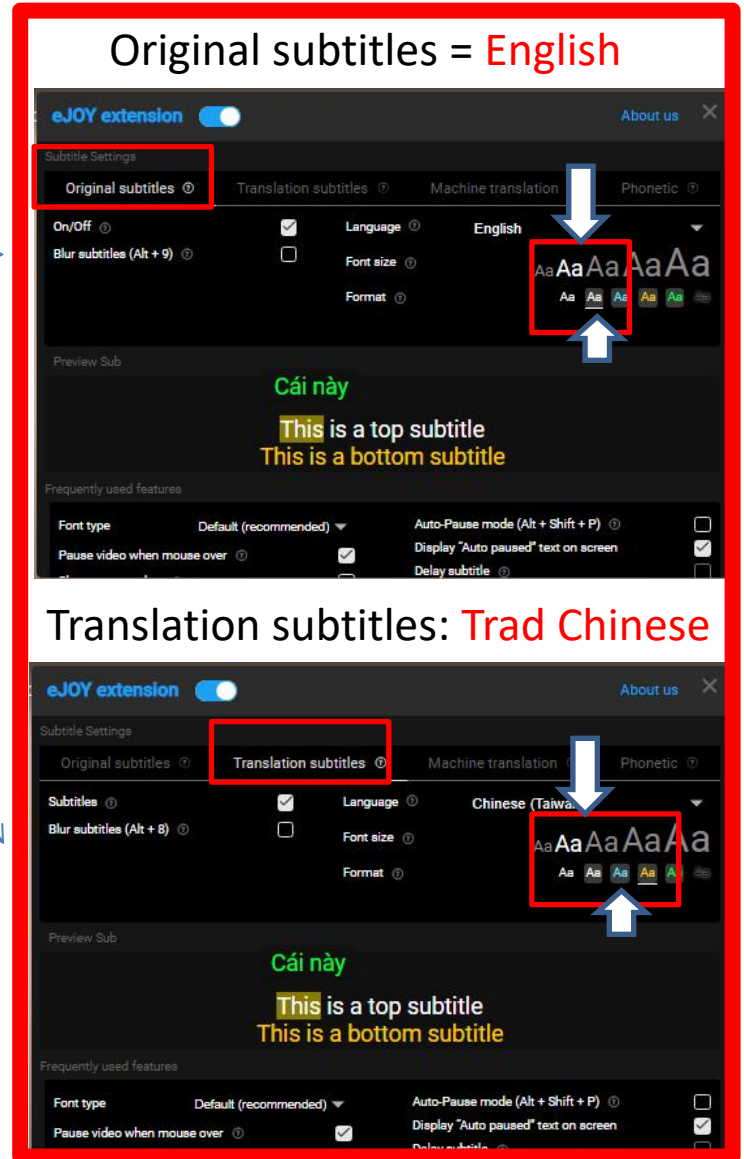 Original subtitles = English
eJOY extension About us
Subtitle Settings
Original subtitles Translation subtitles Machine translation Phonetic
On/Off Language English
Blur subtitles (Alt + 9) Font size Aa Aa Aa Aa Aa
Format Aa Aa Aa Aa Aa
Preview Sub
Cái này
This is a top subtitle
This is a bottom subtitle
Frequently used features
Font type Default (recommended) Auto-Pause mode (Alt + Shift + P)
Pause video when mouse over Display "Auto paused" text on screen
Delay subtitle
Translation subtitles: Trad Chinese
eJOY extension About us
Subtitle Settings
Original subtitles Translation subtitles Machine translation Phonetic
Subtitles Language Chinese
Blur subtitles (Alt + 8) Font size Aa Aa Aa Aa Aa
Format Aa Aa Aa Aa
Preview Sub
Cái này
This is a top subtitle
This is a bottom subtitle
Frequently used features
Font type Default (recommended) Auto-Pause mode (Alt + Shift + P)
Pause video when mouse over Display "Auto paused" text on screen